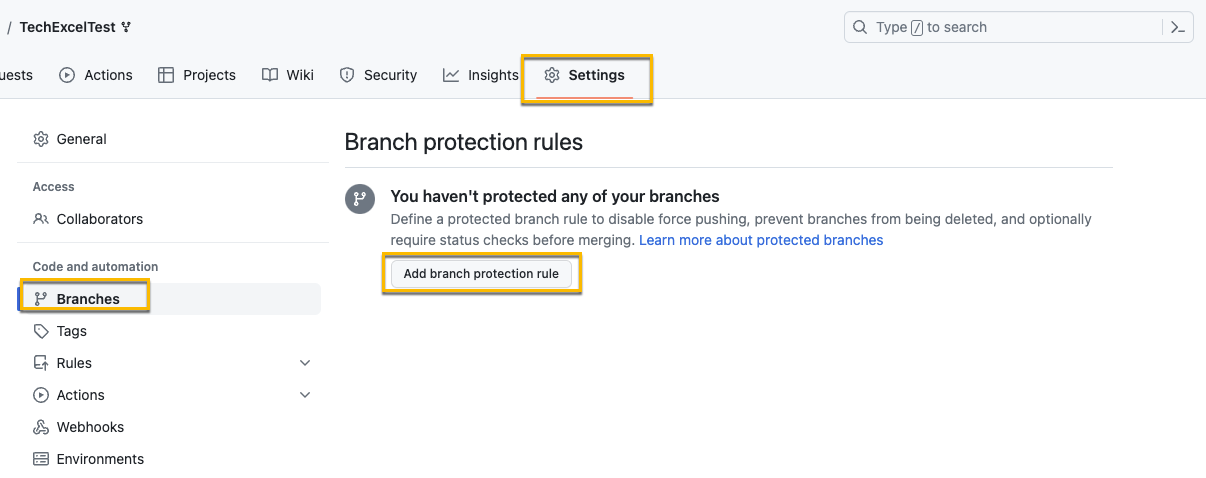 / TechExcelTest
Type / to search
uests Actions Projects Wiki Security Insights Settings
General
Access
Collaborators
Code and automation
Branches
Tags
Rules
Actions
Webhooks
Environments
Branch protection rules
You haven't protected any of your branches
Define a protected branch rule to disable force pushing, prevent branches from being deleted, and optionally
require status checks before merging. Learn more about protected branches
Add branch protection rule